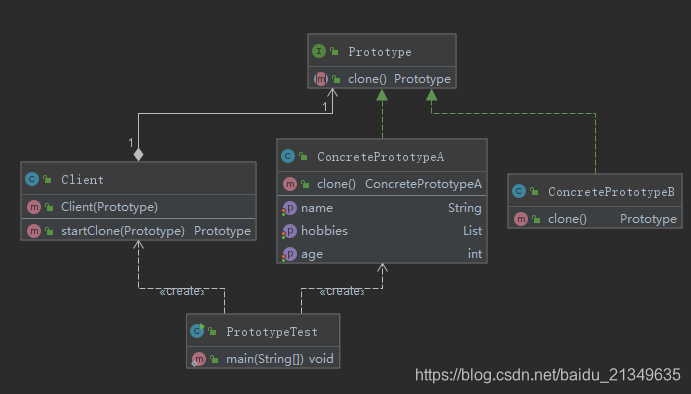 Prototype
clone() Prototype
1
1
Client
Client(Prototype)
startClone(Prototype) Prototype
ConcretePrototypeA
clone() ConcretePrototypeA
name String
hobbies List
age int
ConcretePrototypeB
clone() Prototype
«create»
«create»
PrototypeTest
main(String[]) void
https://blog.csdn.net/baidu_21349635